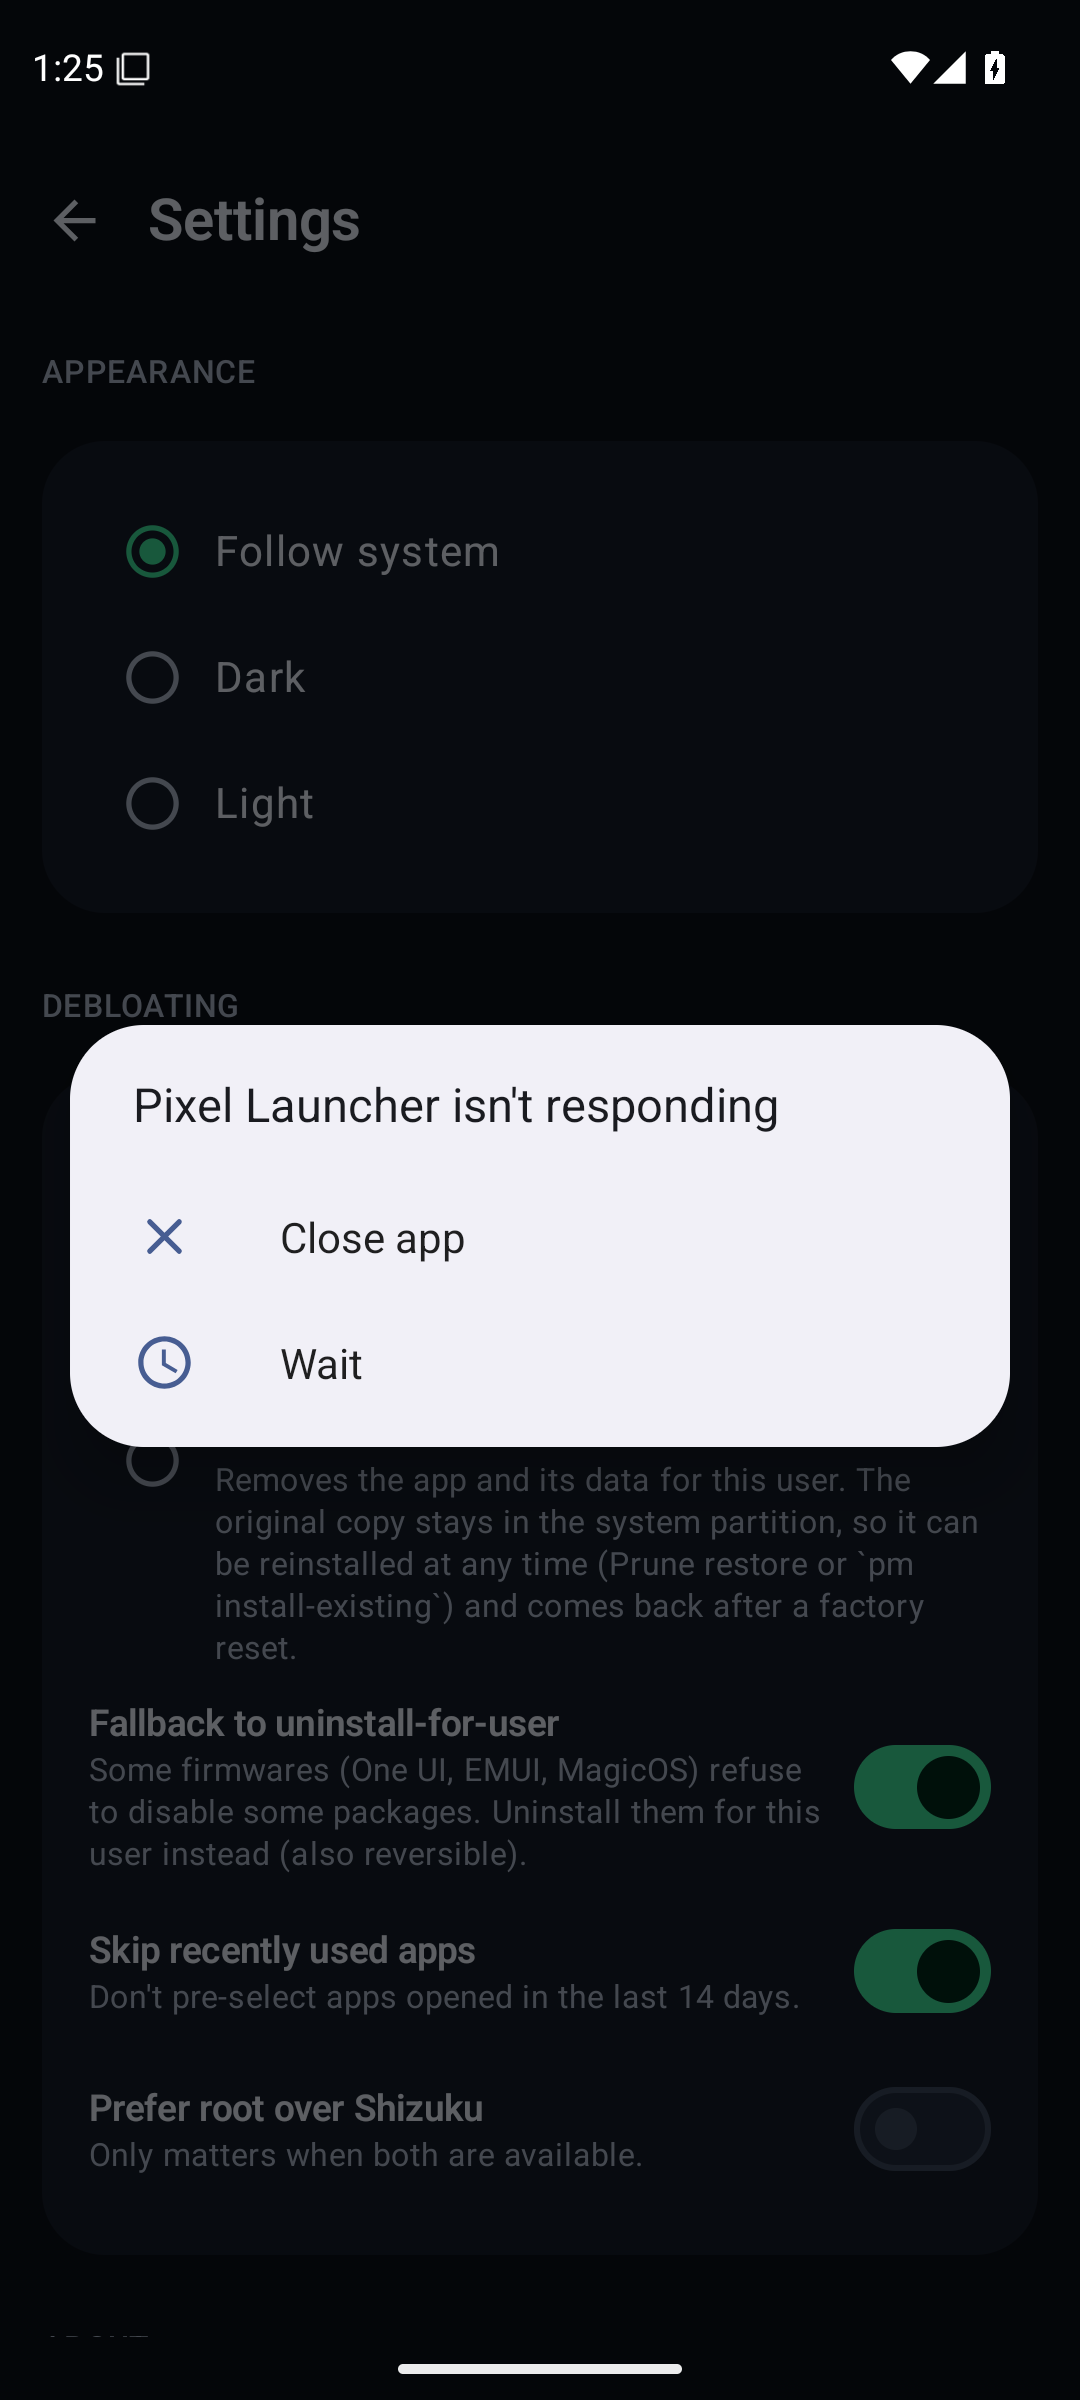 1:25
Settings
APPEARANCE
Follow system
Dark
Light
DEBLOATING
Pixel Launcher isn't responding
Close app
Wait
Removes the app and its data for this user. The
original copy stays in the system partition, so it can
be reinstalled at any time (Prune restore or `pm
install-existing`) and comes back after a factory
reset.
Fallback to uninstall-for-user
Some firmwares (One UI, EMUI, MagicOS) refuse
to disable some packages. Uninstall them for this
user instead (also reversible).
Skip recently used apps
Don't pre-select apps opened in the last 14 days.
Prefer root over Shizuku
Only matters when both are available.